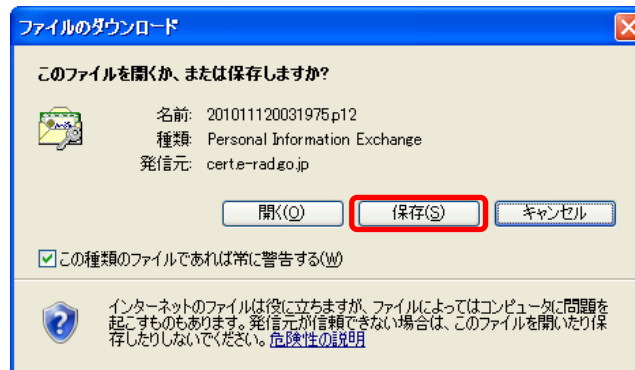 ファイルのダウンロード
このファイルを開くか、または保存しますか?
名前: 201011120031975.p12
種類: Personal Information Exchange
発信元: cert.e-rad.go.jp
開く(O) 保存(S) キャンセル
この種類のファイルであれば常に警告する(W)
インターネットのファイルは役に立ちますが、ファイルによってはコンピュータに問題を
起こすものもあります。発信元が信頼できない場合は、このファイルを開いたり保
存したりしないでください。危険性の説明